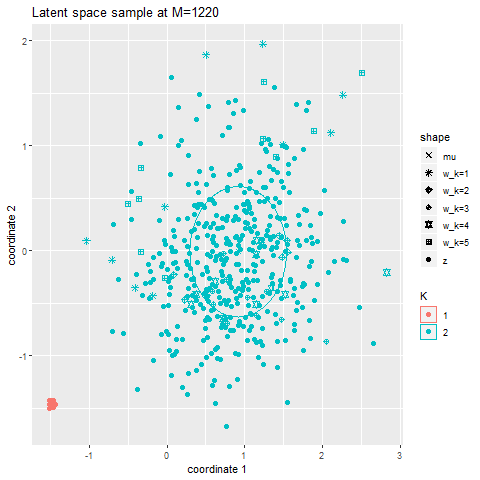 Latent space sample at M=1220
2
1
0
-1
-1
0
1
2
3
coordinate 1
coordinate 2
shape
mu
w_k=1
w_k=2
w_k=3
w_k=4
w_k=5
z
K
1
2